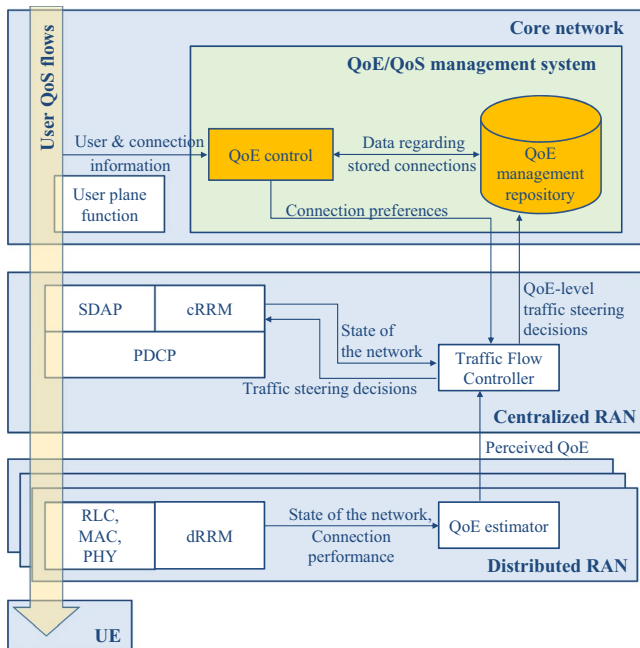 Core network
User QoS flows
QoE/QoS management system
User & connection
information
QoE control
Data regarding
stored connections
QoE
management
repository
User plane
function
Connection preferences
SDAP
cRRM
PDCP
State of
the network
Traffic steering decisions
QoE-level
traffic steering
decisions
Traffic Flow
Controller
Centralized RAN
Perceived QoE
RLC,
MAC,
PHY
dRRM
State of the network,
Connection
performance
QoE estimator
Distributed RAN
UE